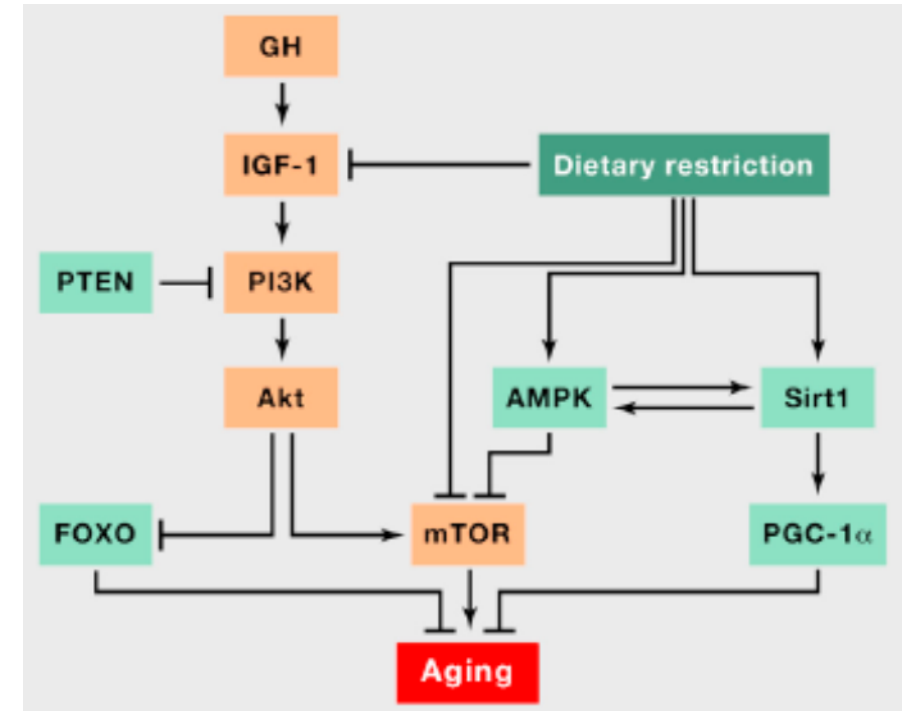 GH
IGF-1
Dietary restriction
PTEN
PI3K
Akt
AMPK
Sirt1
FOXO
mTOR
PGC-1α
Aging